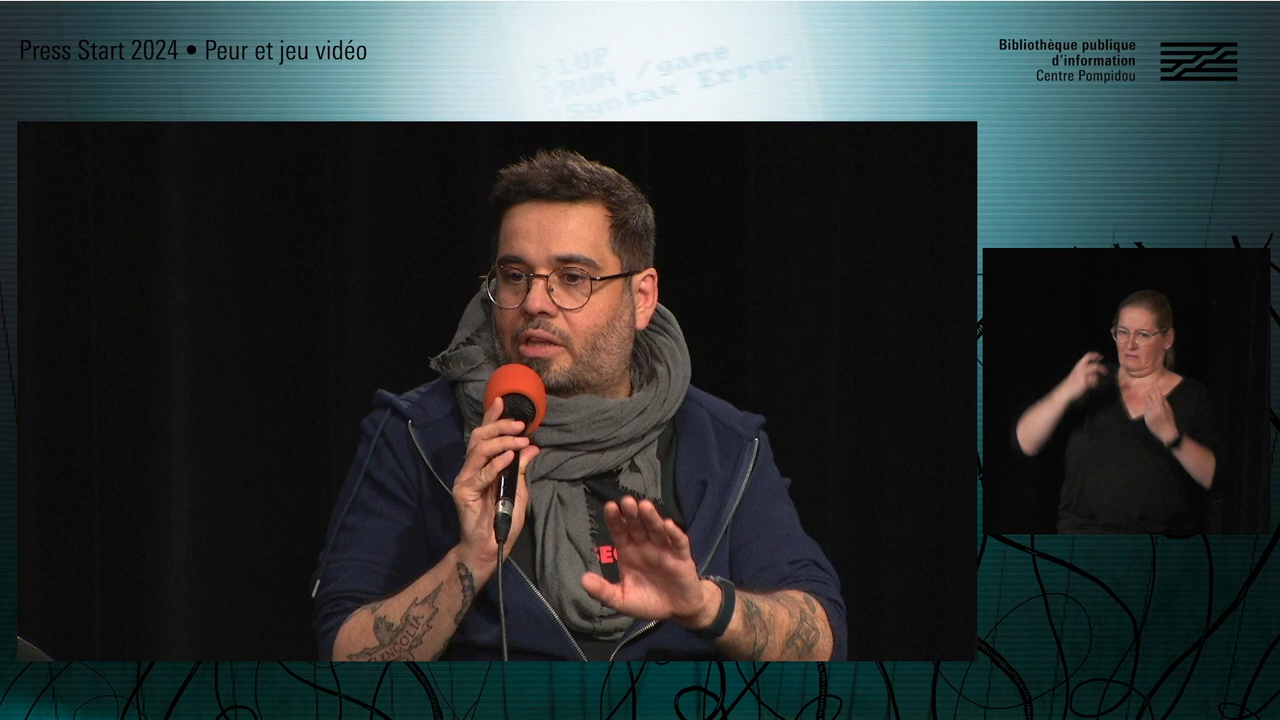 Press Start 2024 • Peur et jeu vidéo
Bibliothèque publique
d'information
Centre Pompidou
>1UP
>RUN /game
>Syntax Error